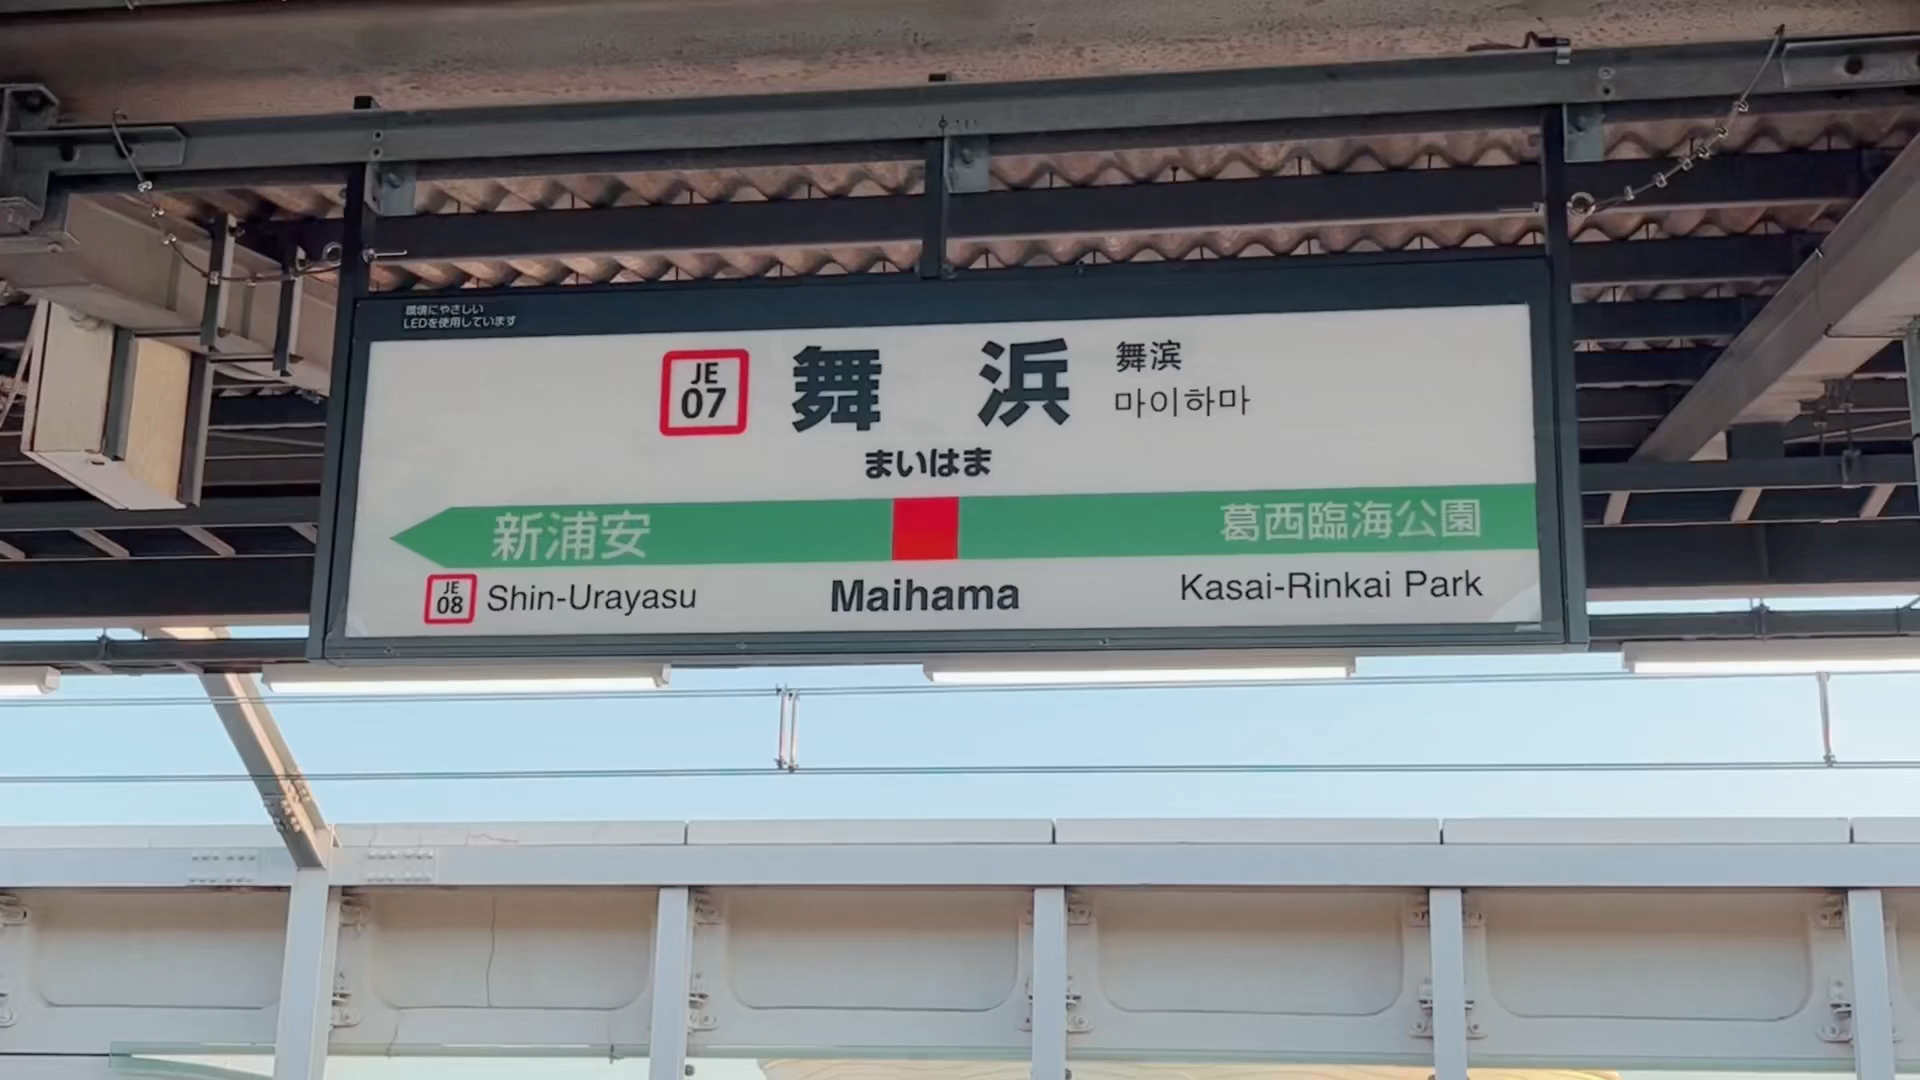 環境にやさしい
LEDを使用しています
JE
07
舞浜
舞滨
마이하마
まいはま
新浦安
葛西臨海公園
JE
08
Shin-Urayasu
Maihama
Kasai-Rinkai Park